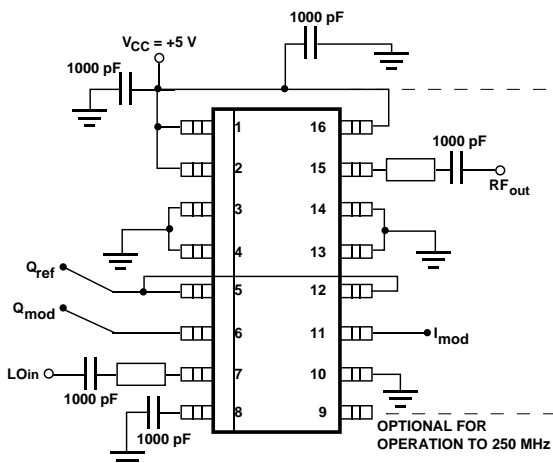 1000 pF
VCC = +5 V
1000 pF
1 16
1000 pF
2 15
RFout
3 14
4 13
Qref
5 12
Qmod
6 11
Imod
LOin
7 10
1000 pF
8 9
1000 pF
OPTIONAL FOR
OPERATION TO 250 MHz